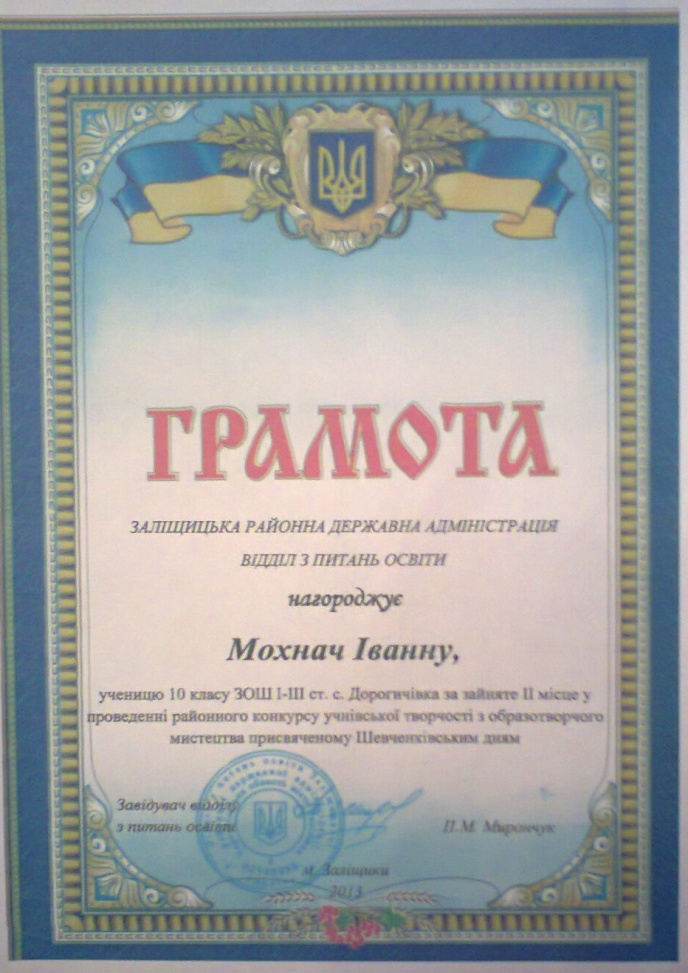 ГРАМОТА
ЗАЛІЩИЦЬКА РАЙОННА ДЕРЖАВНА АДМІНІСТРАЦІЯ
ВІДДІЛ З ПИТАНЬ ОСВІТИ
нагороджує
Мохнач Іванну,
ученицю 10 класу ЗОШ І-ІІІ ст. с. Дорогичівка за зайняте ІІ місце у
проведенні районного конкурсу учнівської творчості з образотворчого
мистецтва присвяченому Шевченківським дням
Завідувач відділу
з питань освіти П.М. Мирончук
м. Заліщики
2013